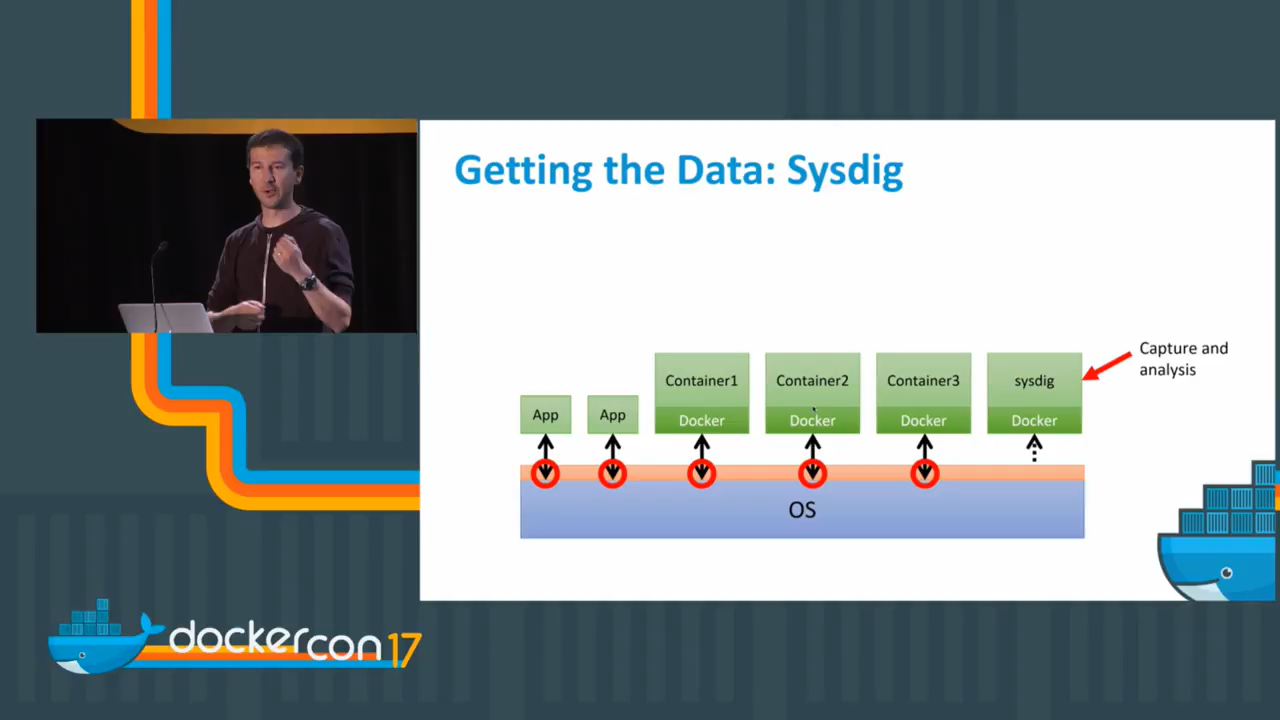 Getting the Data: Sysdig
Capture and
analysis
Container1
Container2
Container3
sysdig
App
App
Docker
Docker
Docker
Docker
OS
dockercon 17